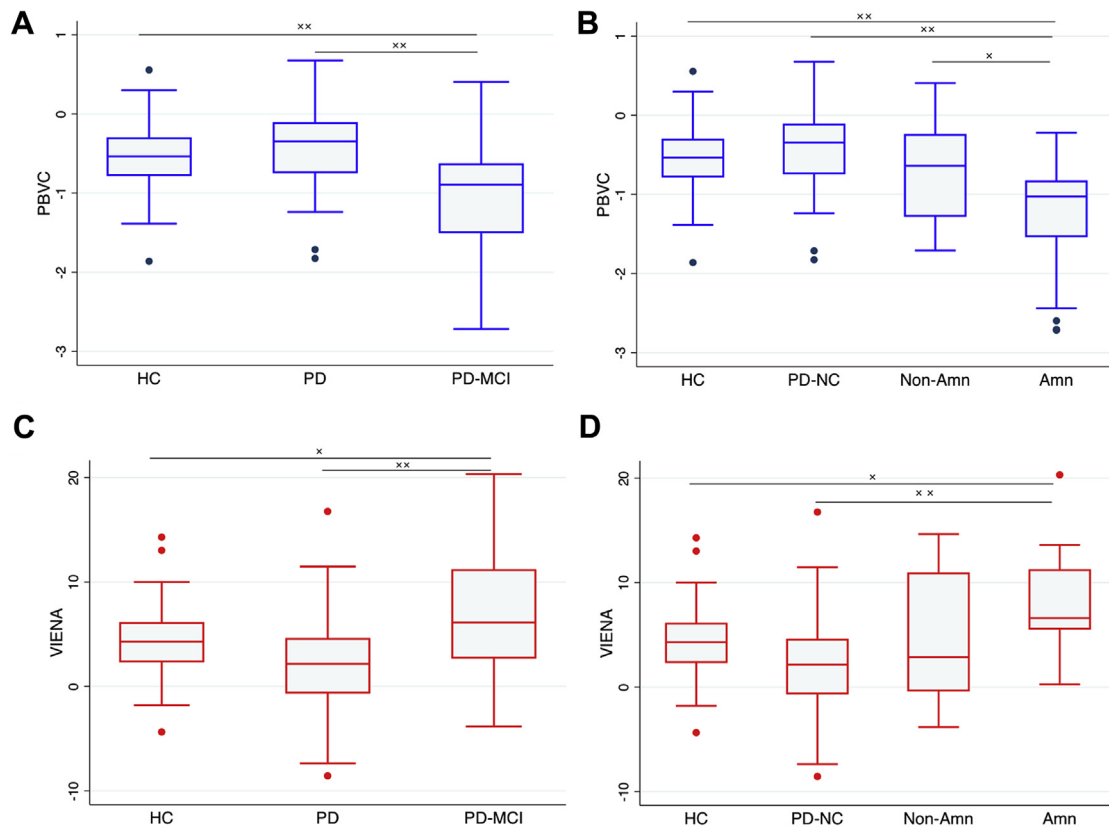 A
××
××
1
0
-1
-2
-3
PBVC
HC PD PD-MCI
B
××
××
×
1
0
-1
-2
-3
PBVC
HC PD-NC Non-Amn Amn
C
×
××
20
10
0
-10
VIENA
HC PD PD-MCI
D
×
× ×
20
10
0
-10
VIENA
HC PD-NC Non-Amn Amn